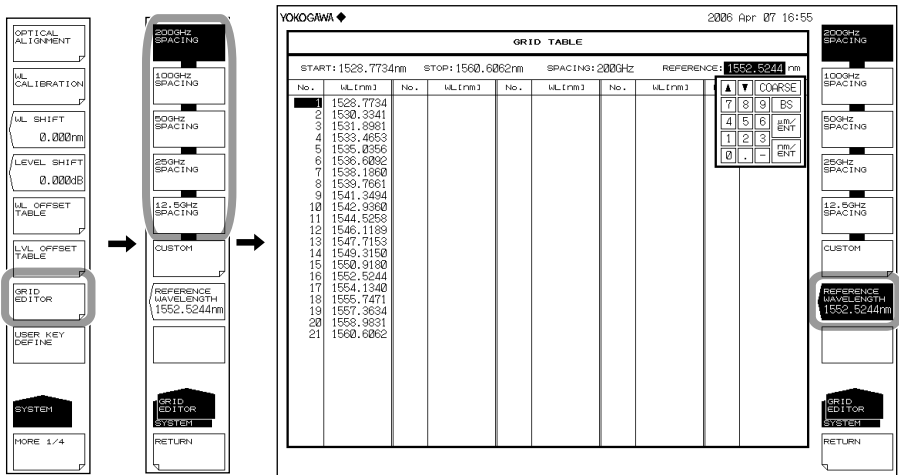 OPTICAL
ALIGNMENT
WL
CALIBRATION
WL SHIFT
0.000nm
LEVEL SHIFT
0.000dB
WL OFFSET
TABLE
LVL OFFSET
TABLE
GRID
EDITOR
USER KEY
DEFINE
SYSTEM
MORE 1/4
200GHz
SPACING
100GHz
SPACING
50GHz
SPACING
25GHz
SPACING
12.5GHz
SPACING
CUSTOM
REFERENCE
WAVELENGTH
1552.5244nm
GRID
EDITOR
SYSTEM
RETURN
YOKOGAWA ◆ 2006 Apr 07 16:55
GRID TABLE
START: 1528.7734nm STOP: 1560.6062nm SPACING: 200GHz REFERENCE: 1552.5244 nm
No. WL[nm] No. WL[nm] No. WL[nm] No. WL[nm]
1 1528.7734
2 1530.3341
3 1531.8981
4 1533.4653
5 1535.0356
6 1536.6092
7 1538.1860
8 1539.7661
9 1541.3494
10 1542.9360
11 1544.5258
12 1546.1189
13 1547.7153
14 1549.3150
15 1550.9180
16 1552.5244
17 1554.1340
18 1555.7471
19 1557.3634
20 1558.9831
21 1560.6062
▲ ▼ COARSE
7 8 9 BS
4 5 6 μm/
ENT
1 2 3
0 . - nm/
ENT
200GHz
SPACING
100GHz
SPACING
50GHz
SPACING
25GHz
SPACING
12.5GHz
SPACING
CUSTOM
REFERENCE
WAVELENGTH
1552.5244nm
GRID
EDITOR
SYSTEM
RETURN